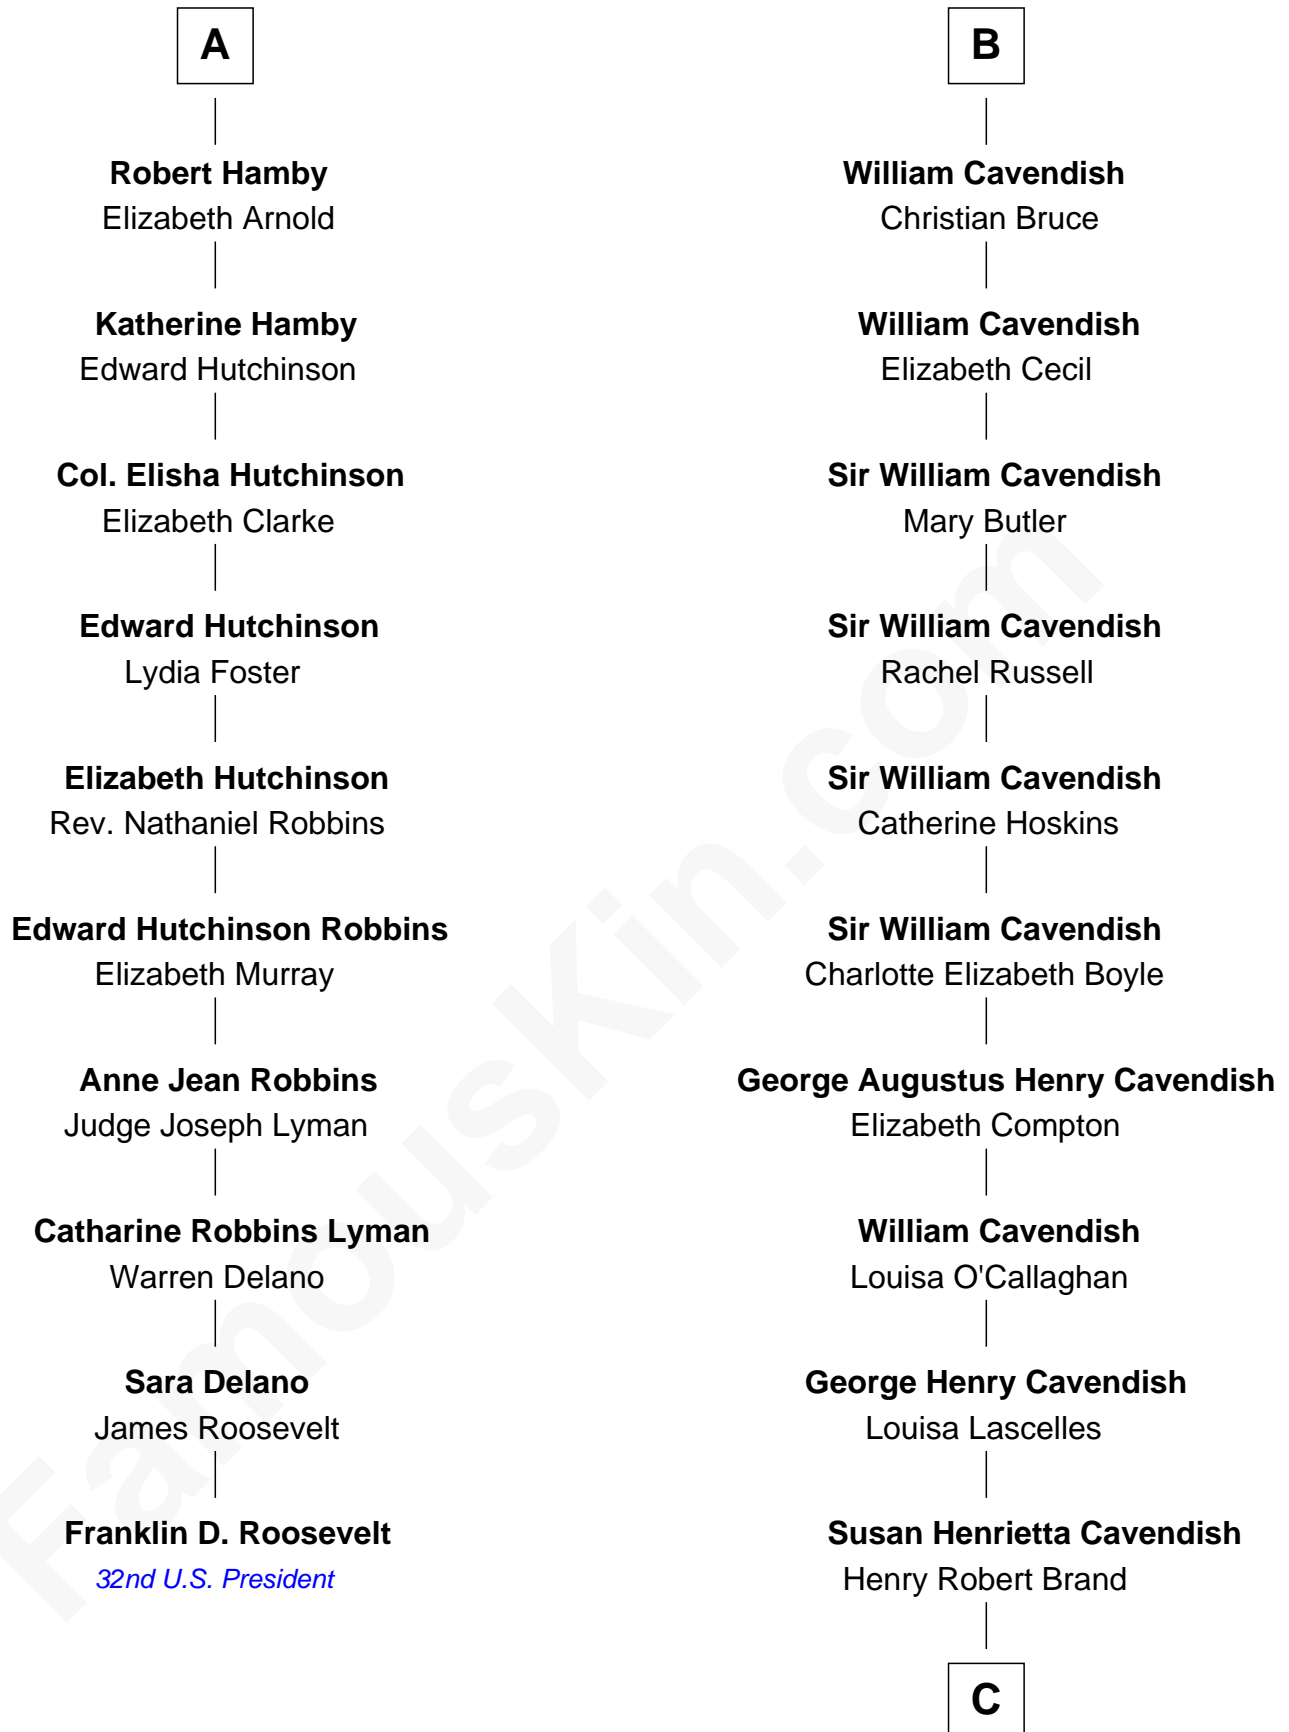 A
Robert Hamby
Elizabeth Arnold
Katherine Hamby
Edward Hutchinson
Col. Elisha Hutchinson
Elizabeth Clarke
Edward Hutchinson
Lydia Foster
Elizabeth Hutchinson
Rev. Nathaniel Robbins
Edward Hutchinson Robbins
Elizabeth Murray
Anne Jean Robbins
Judge Joseph Lyman
Catharine Robbins Lyman
Warren Delano
Sara Delano
James Roosevelt
Franklin D. Roosevelt
32nd U.S. President
B
William Cavendish
Christian Bruce
William Cavendish
Elizabeth Cecil
Sir William Cavendish
Mary Butler
Sir William Cavendish
Rachel Russell
Sir William Cavendish
Catherine Hoskins
Sir William Cavendish
Charlotte Elizabeth Boyle
George Augustus Henry Cavendish
Elizabeth Compton
William Cavendish
Louisa O'Callaghan
George Henry Cavendish
Louisa Lascelles
Susan Henrietta Cavendish
Henry Robert Brand
C
FamousKin.com